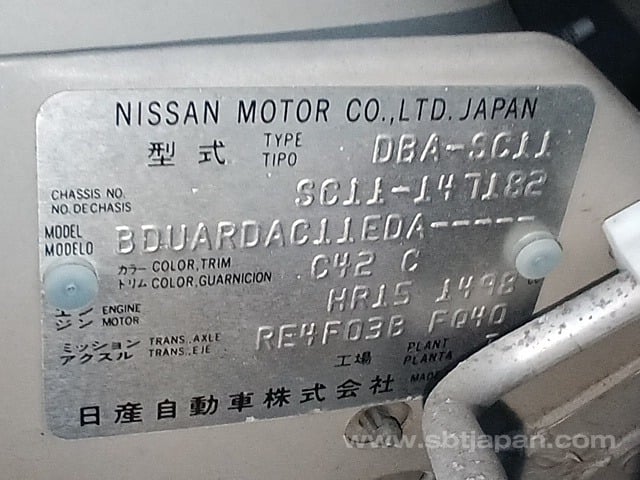 NISSAN MOTOR CO.,LTD. JAPAN
型式 TYPE TIPO DBA-SC11
CHASSIS NO. NO. DE CHASIS SC11-147182
MODEL MODELO BDUARDAC11EDA-----
カラー COLOR, TRIM トリム COLOR, GUARNICION C42 C
エンジン ENGINE MOTOR HR15 1498 cc
ミッション アクスル TRANS., AXLE TRANS., EJE RE4F03B FQ40
工場 PLANT PLANTA
日産自動車株式会社 MADE
www.sbtjapan.com